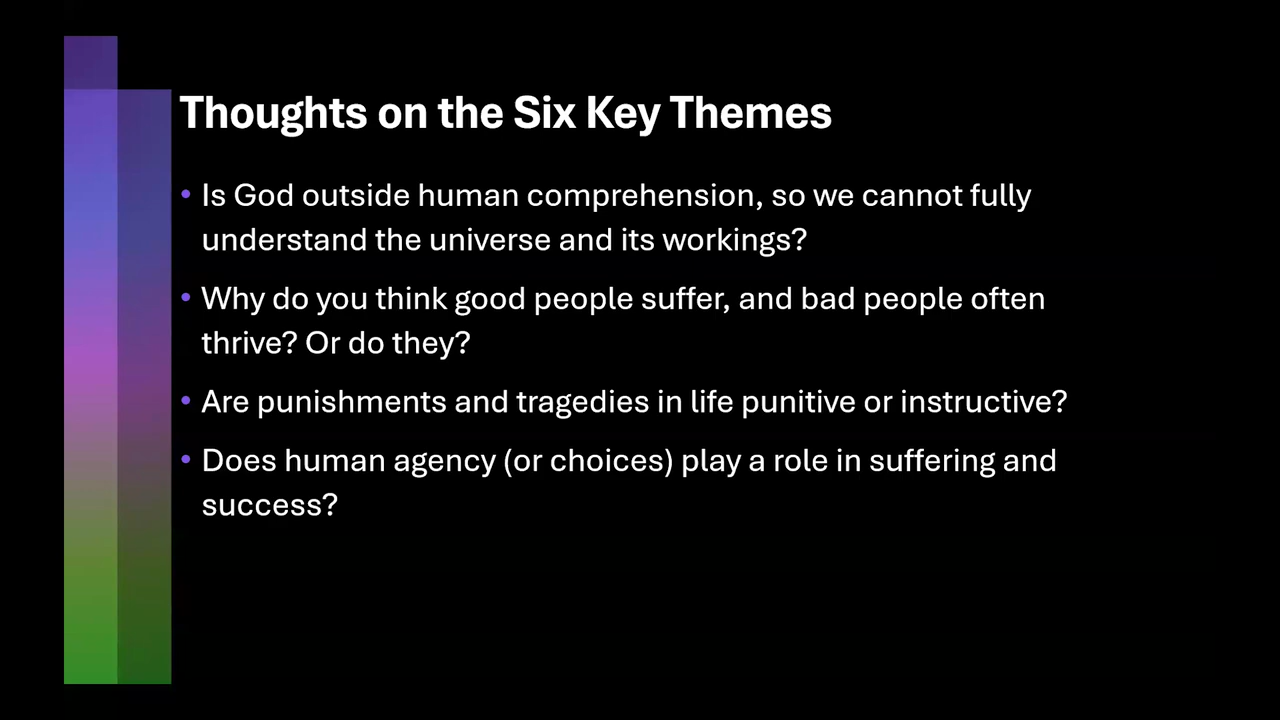 Thoughts on the Six Key Themes
• Is God outside human comprehension, so we cannot fully
understand the universe and its workings?
• Why do you think good people suffer, and bad people often
thrive? Or do they?
• Are punishments and tragedies in life punitive or instructive?
• Does human agency (or choices) play a role in suffering and
success?